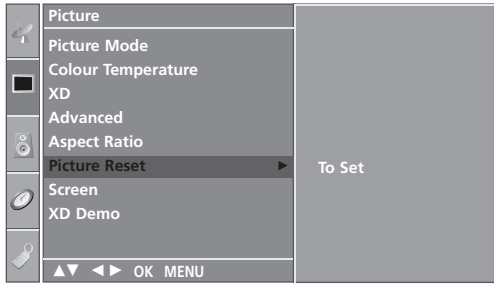 Picture
Picture Mode
Colour Temperature
XD
Advanced
Aspect Ratio
Picture Reset ►
To Set
Screen
XD Demo
▲▼ ◄► OK MENU